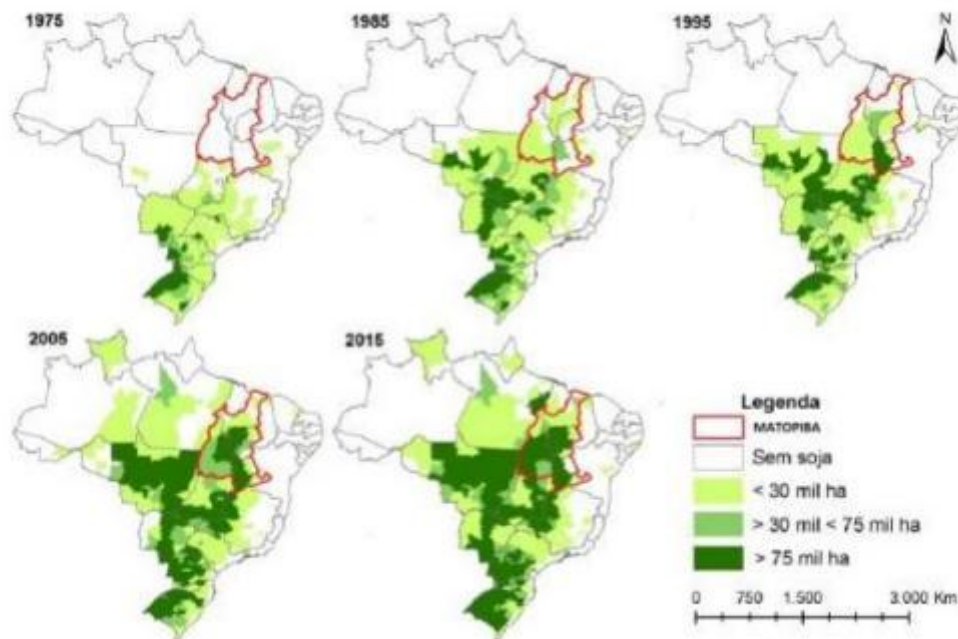 1975
1985
1995
N
2005
2015
Legenda
MATOPIBA
Sem soja
< 30 mil ha
> 30 mil < 75 mil ha
> 75 mil ha
0 750 1.500 3.000 Km